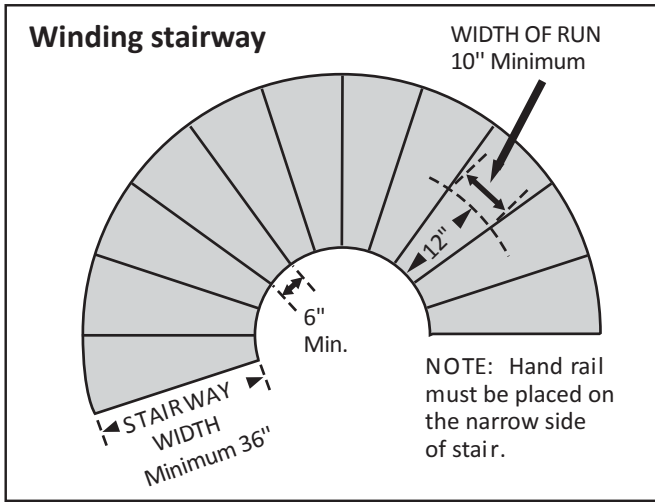 Winding stairway
WIDTH OF RUN
10" Minimum
12"
6"
Min.
STAIRWAY
WIDTH
Minimum 36"
NOTE: Hand rail
must be placed on
the narrow side
of stair.